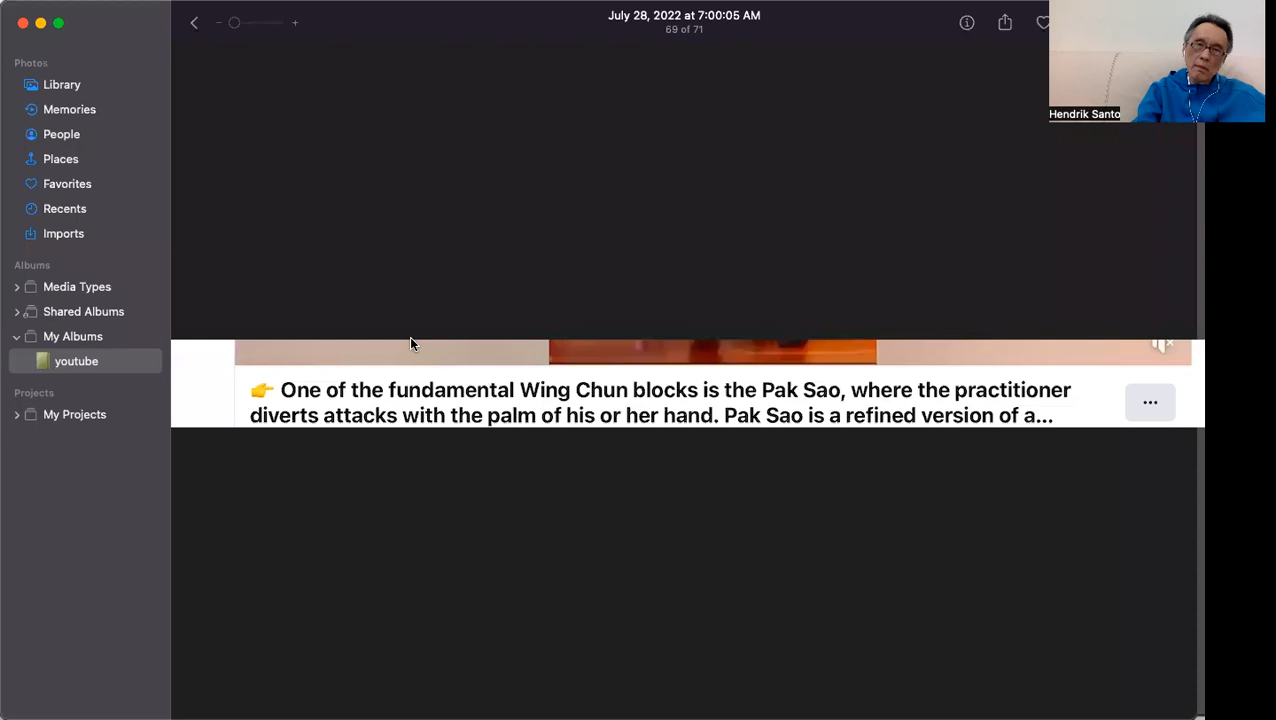 July 28, 2022 at 7:00:05 AM
69 of 71
Hendrik Santo
Photos
Library
Memories
People
Places
Favorites
Recents
Imports
Albums
Media Types
Shared Albums
My Albums
youtube
Projects
My Projects
👉 One of the fundamental Wing Chun blocks is the Pak Sao, where the practitioner
diverts attacks with the palm of his or her hand. Pak Sao is a refined version of a...